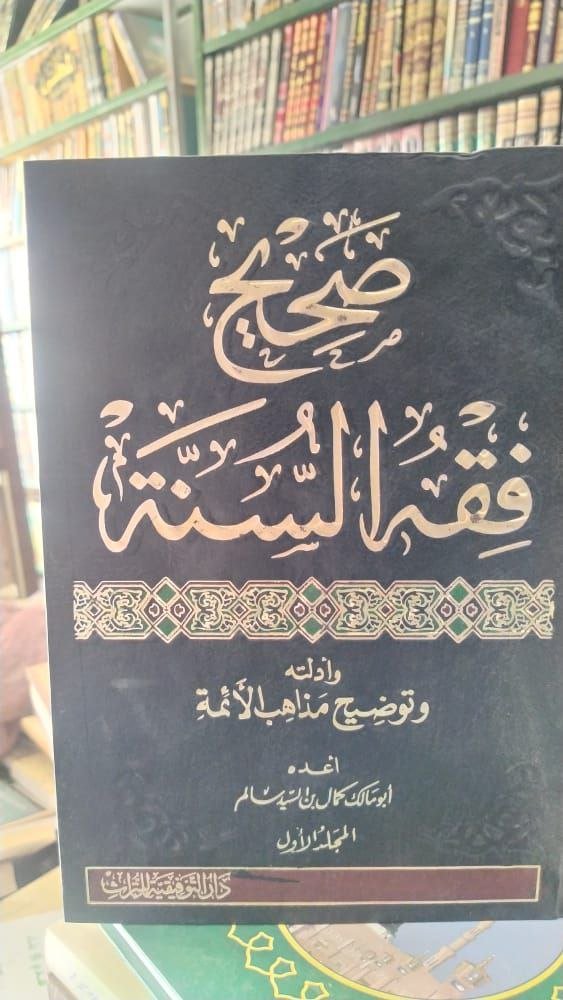 صحيح
فقه السنة
وأدلته
وتوضيح مذاهب الأئمة
أعده
أبو مالك كمال بن السيد سالم
المجلد الأول
دار التوفيقية للتراث